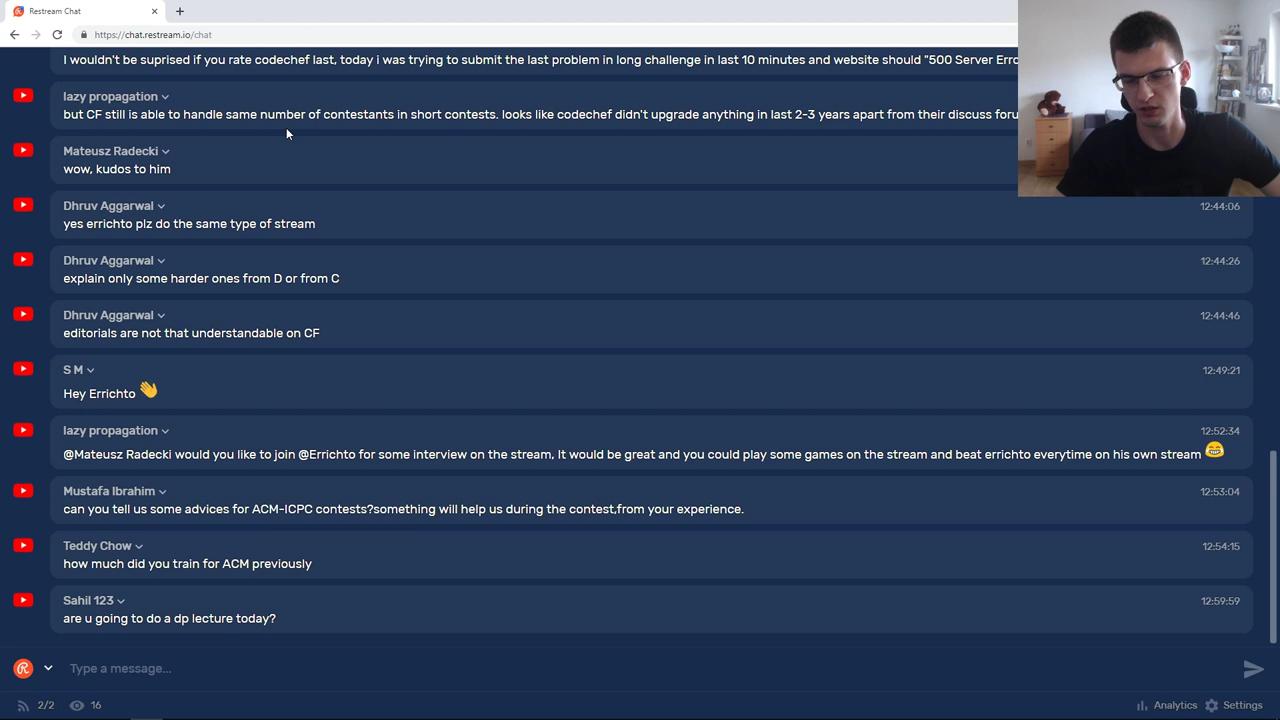 Restream Chat
https://chat.restream.io/chat
I wouldn't be suprised if you rate codechef last, today i was trying to submit the last problem in long challenge in last 10 minutes and website should "500 Server Erro
lazy propagation
but CF still is able to handle same number of contestants in short contests. looks like codechef didn't upgrade anything in last 2-3 years apart from their discuss foru
Mateusz Radecki
wow, kudos to him
Dhruv Aggarwal
12:44:06
yes errichto plz do the same type of stream
Dhruv Aggarwal
12:44:26
explain only some harder ones from D or from C
Dhruv Aggarwal
12:44:46
editorials are not that understandable on CF
S M
12:49:21
Hey Errichto 👋
lazy propagation
12:52:34
@Mateusz Radecki would you like to join @Errichto for some interview on the stream, It would be great and you could play some games on the stream and beat errichto everytime on his own stream 😂
Mustafa Ibrahim
12:53:04
can you tell us some advices for ACM-ICPC contests?something will help us during the contest,from your experience.
Teddy Chow
12:54:15
how much did you train for ACM previously
Sahil 123
12:59:59
are u going to do a dp lecture today?
Type a message...
2/2
16
Analytics
Settings